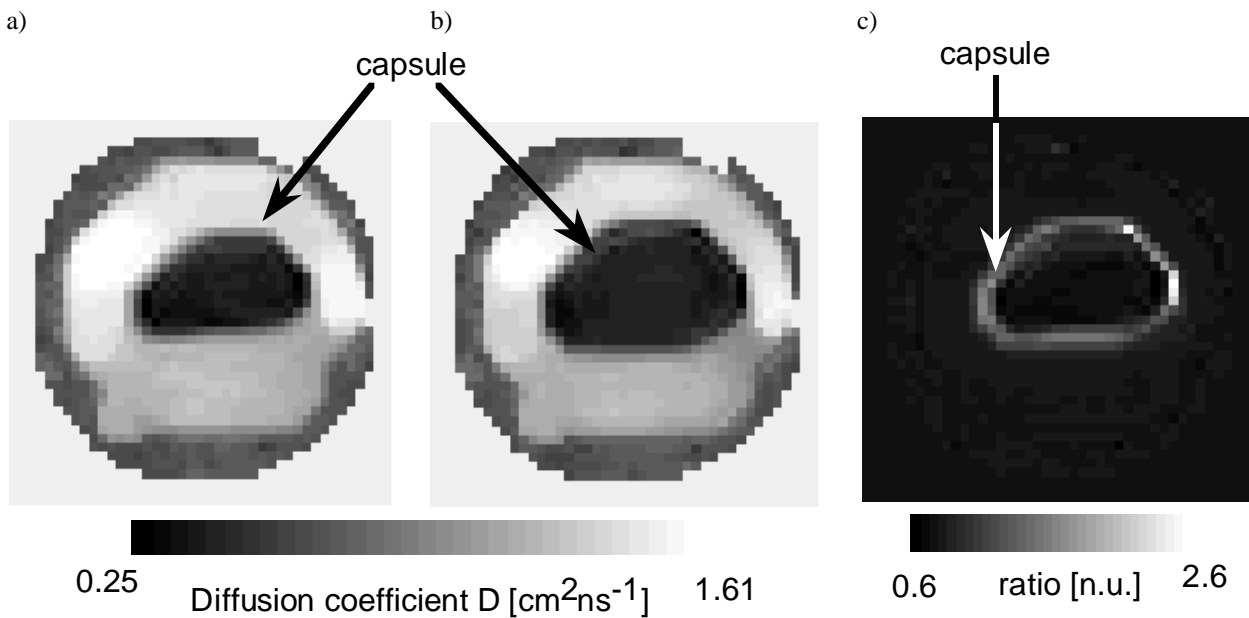 a)
b)
c)
capsule
capsule
0.25
Diffusion coefficient D [cm2ns-1]
1.61
0.6
ratio [n.u.]
2.6